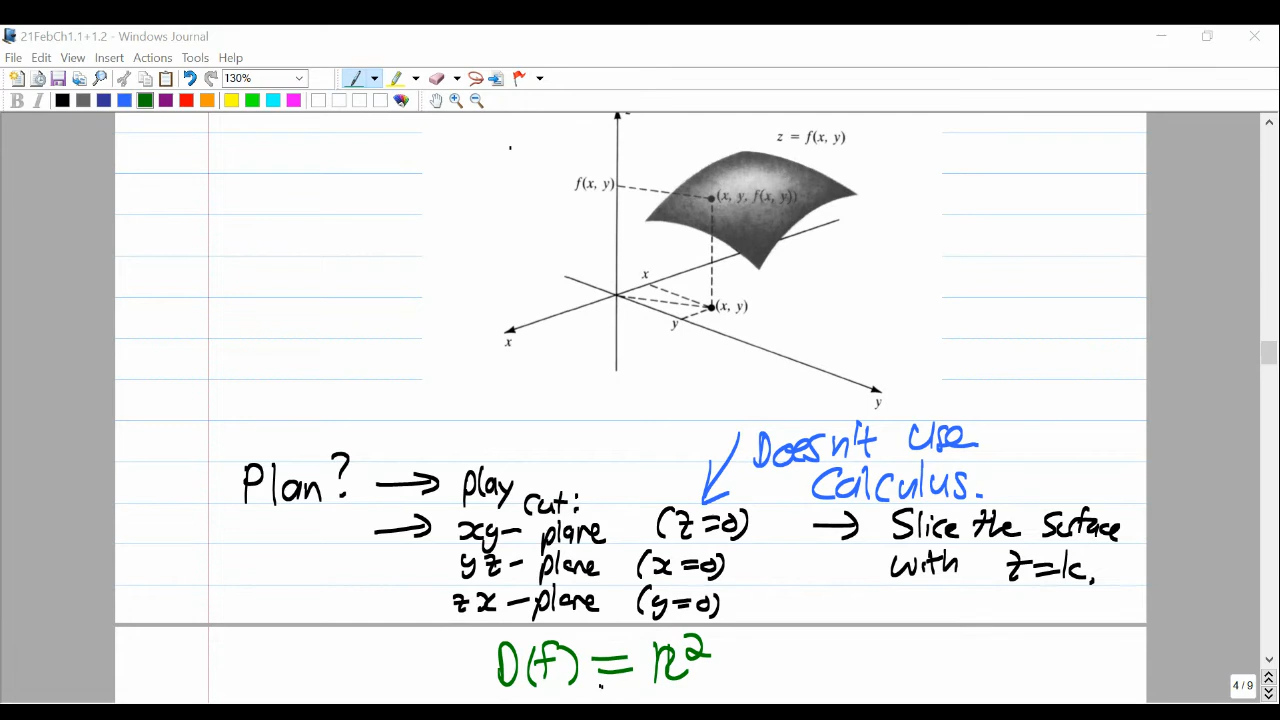 21FebCh1.1+1.2 - Windows Journal
File Edit View Insert Actions Tools Help
130%
B I
z = f(x, y)
f(x, y)
(x, y, f(x, y))
x
(x, y)
y
x
y
Doesn't use
Plan? → play calculus.
cut:
→ xy-plane (z=0) → Slice the surface
yz-plane (x=0) with z=k.
zx-plane (y=0)
D(f) = ℝ²
4 / 9